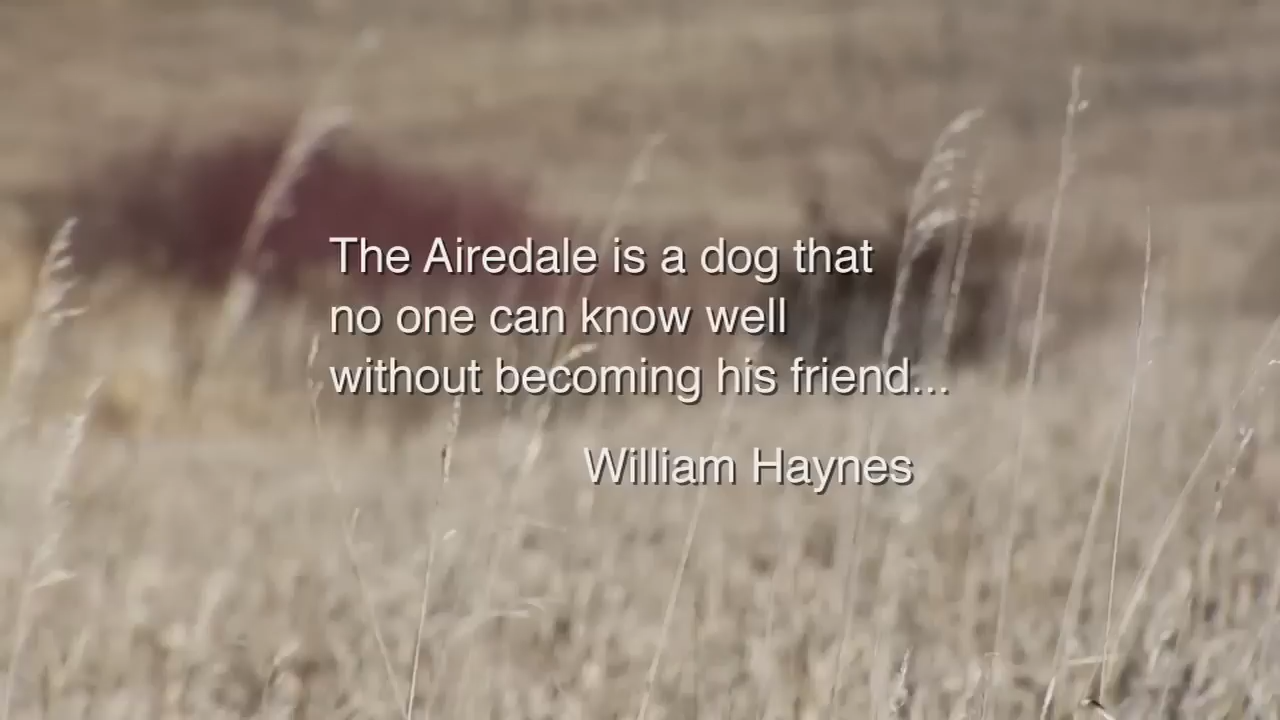 The Airedale is a dog that
no one can know well
without becoming his friend...
William Haynes